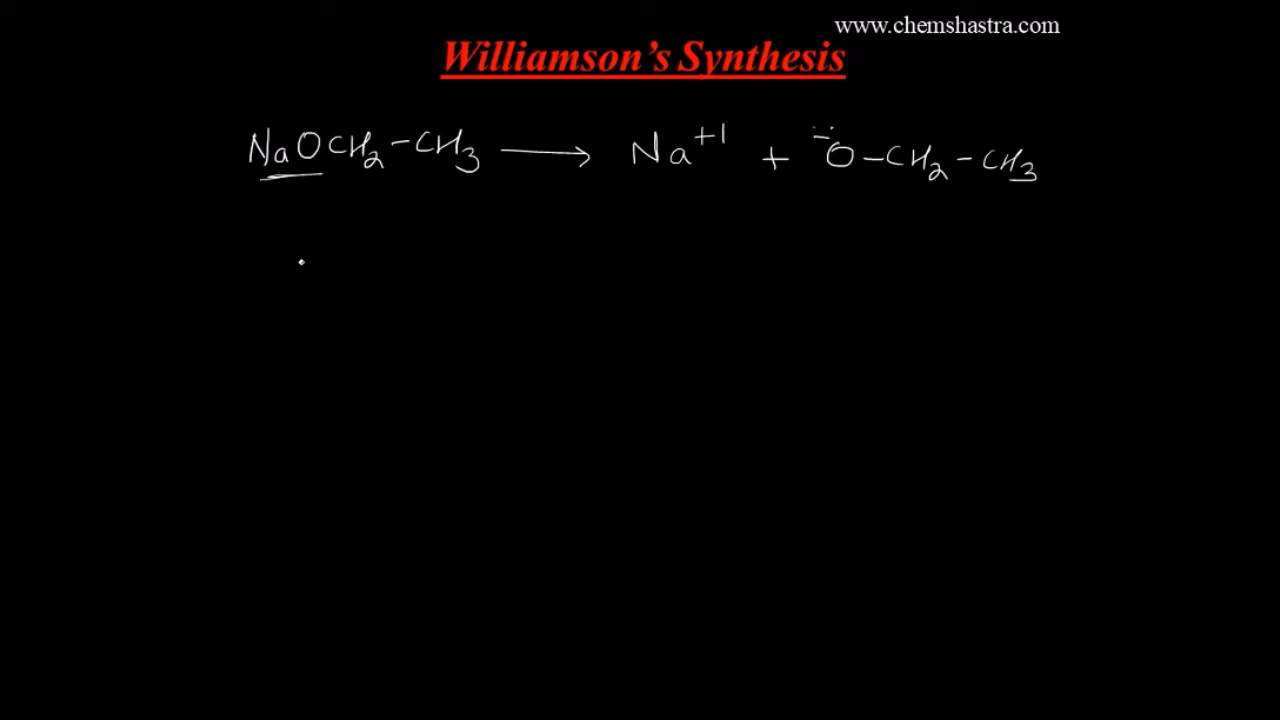 www.chemshastra.com
Williamson's Synthesis
NaOCH₂-CH₃ ⟶ Na⁺¹ + ⁻Ö-CH₂-CH₃